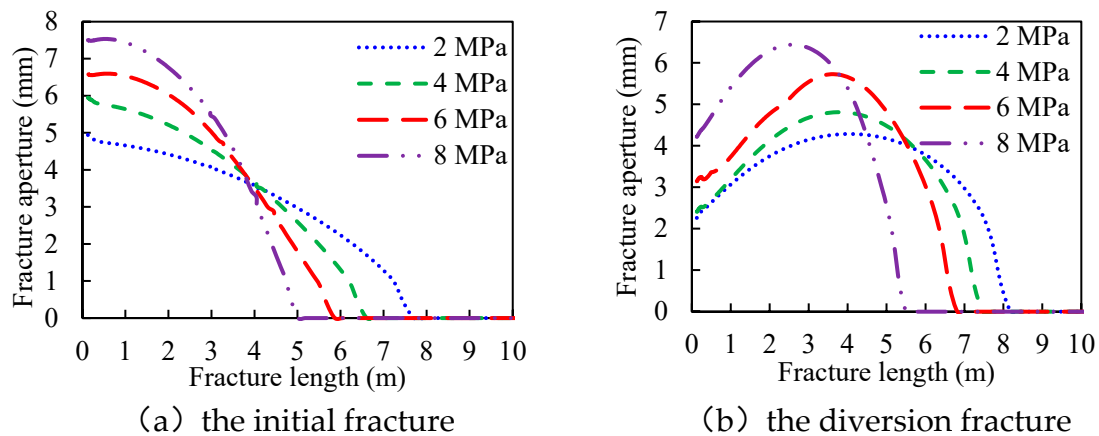 8
7
6
5
4
3
2
1
0
Fracture aperture (mm)
2 MPa
4 MPa
6 MPa
8 MPa
0 1 2 3 4 5 6 7 8 9 10
Fracture length (m)
（a）the initial fracture
7
6
5
4
3
2
1
0
Fracture aperture (mm)
2 MPa
4 MPa
6 MPa
8 MPa
0 1 2 3 4 5 6 7 8 9 10
Fracture length (m)
（b）the diversion fracture